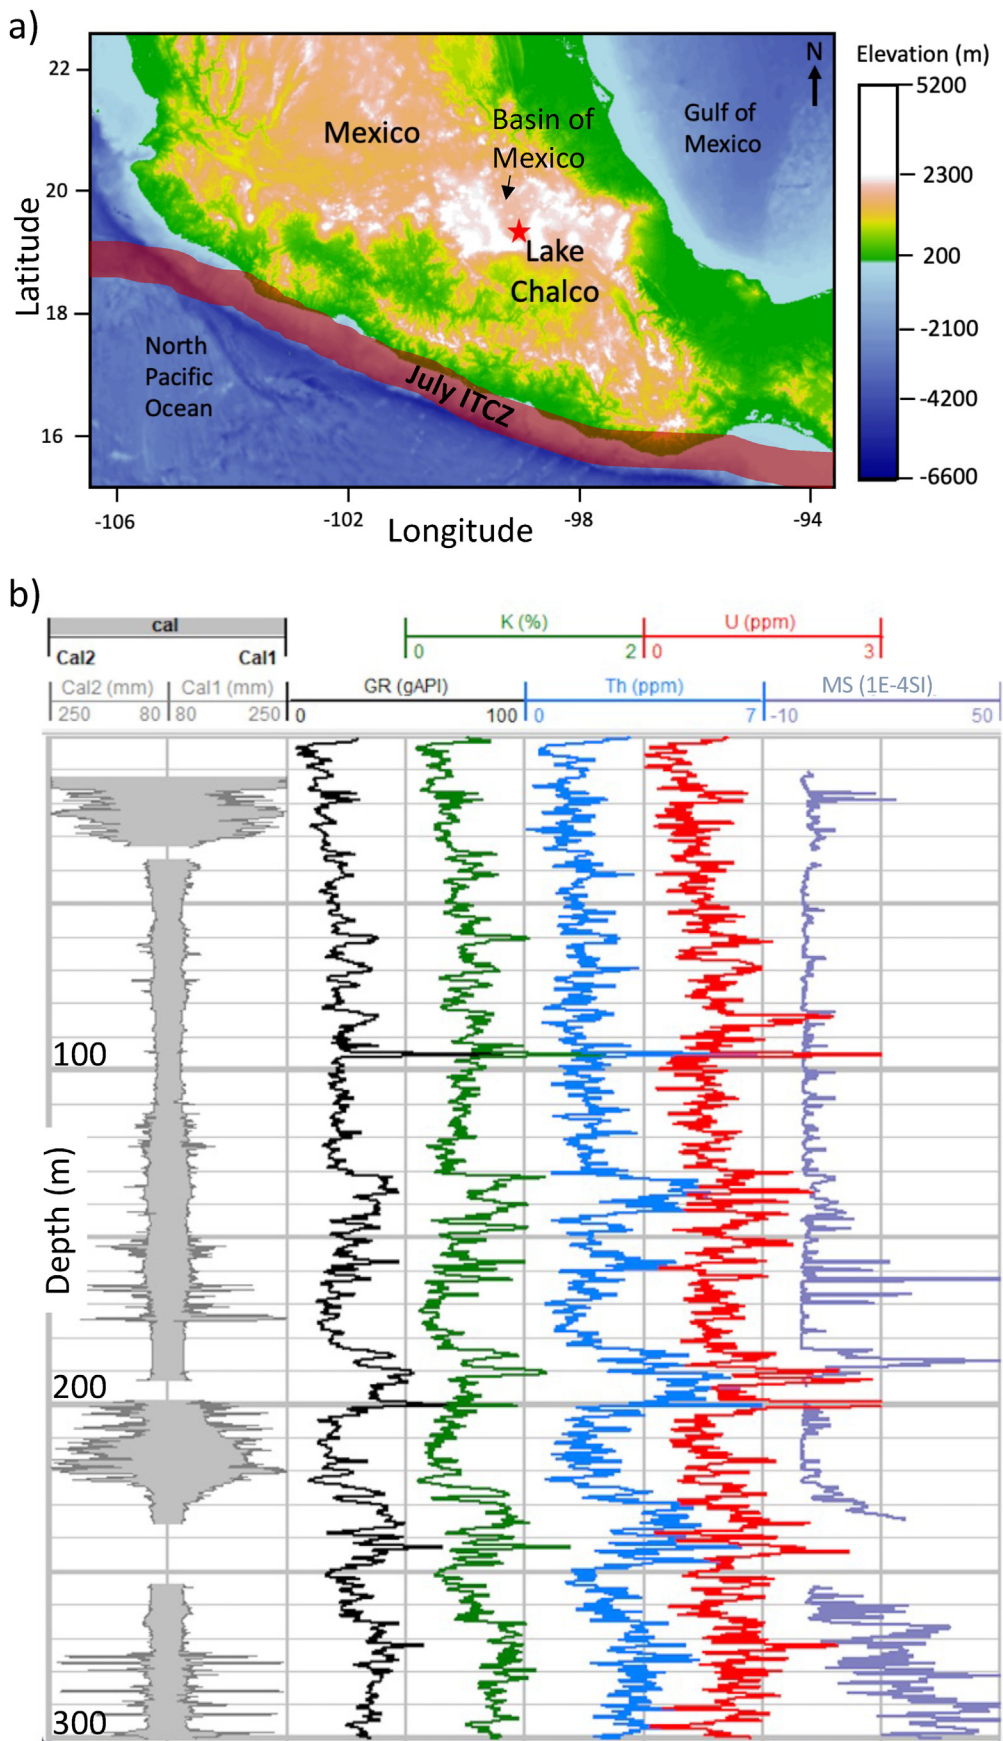 a)
22
20
18
16
Latitude
-106
-102
-98
-94
Longitude
Mexico
Basin of
Mexico
Lake
Chalco
Gulf of
Mexico
N
North
Pacific
Ocean
July ITCZ
Elevation (m)
5200
2300
200
-2100
-4200
-6600
b)
cal
Cal2 Cal1
K (%)
0 2
U (ppm)
0 3
Cal2 (mm) Cal1 (mm)
250 80 80 250
GR (gAPI)
0 100
Th (ppm)
0 7
MS (1E-4SI)
-10 50
Depth (m)
100
200
300